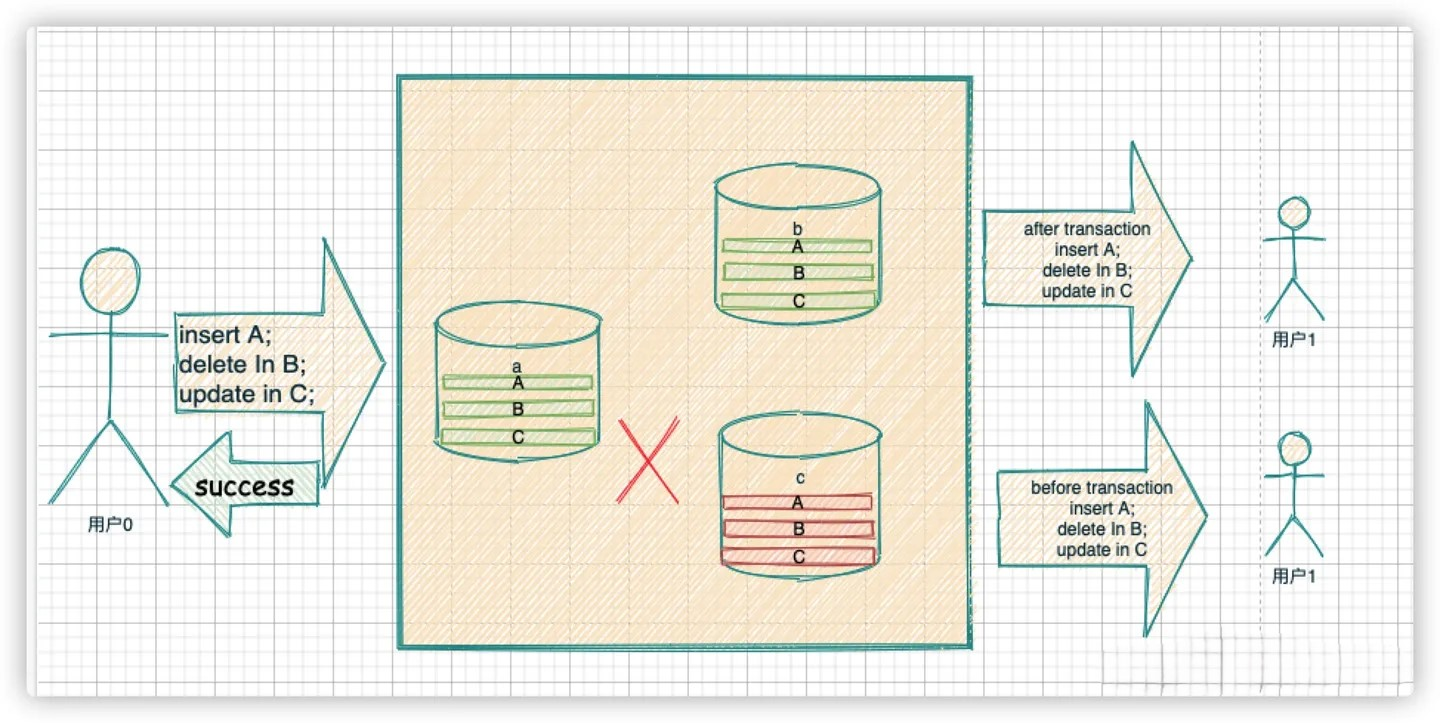 insert A;
delete In B;
update in C;
success
用户0
a
A
B
C
b
A
B
C
c
A
B
C
after transaction
insert A;
delete In B;
update in C
用户1
before transaction
insert A;
delete In B;
update in C
用户1